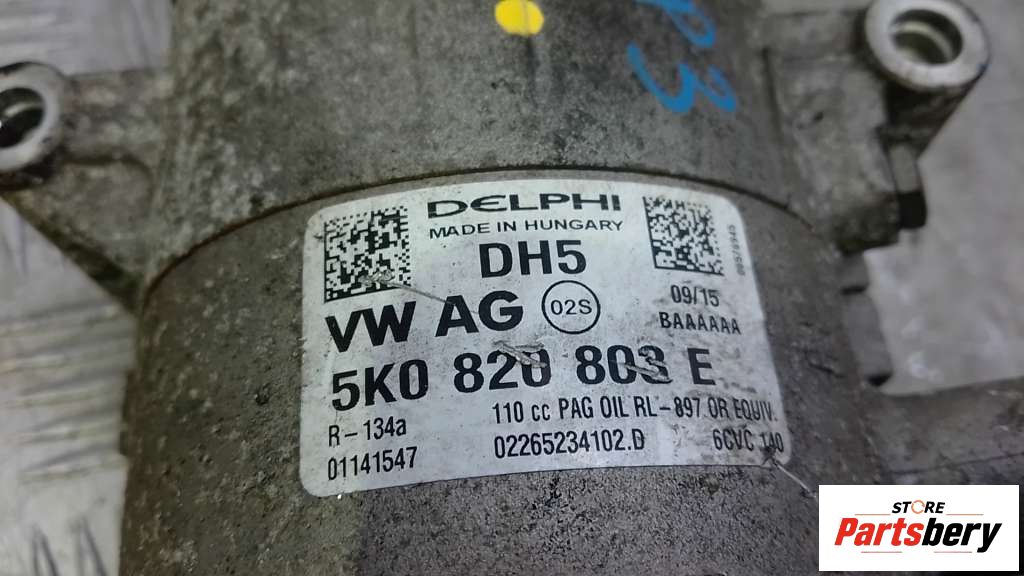 P3
DELPHI
MADE IN HUNGARY
DH5
VW AG 02S
09/15
BAAAAAA
5K0 820 803 E
R-134a 110 cc PAG OIL RL-897 OR EQUIV.
01141547 02265234102.D 6CVC 140
STORE
Partsbery